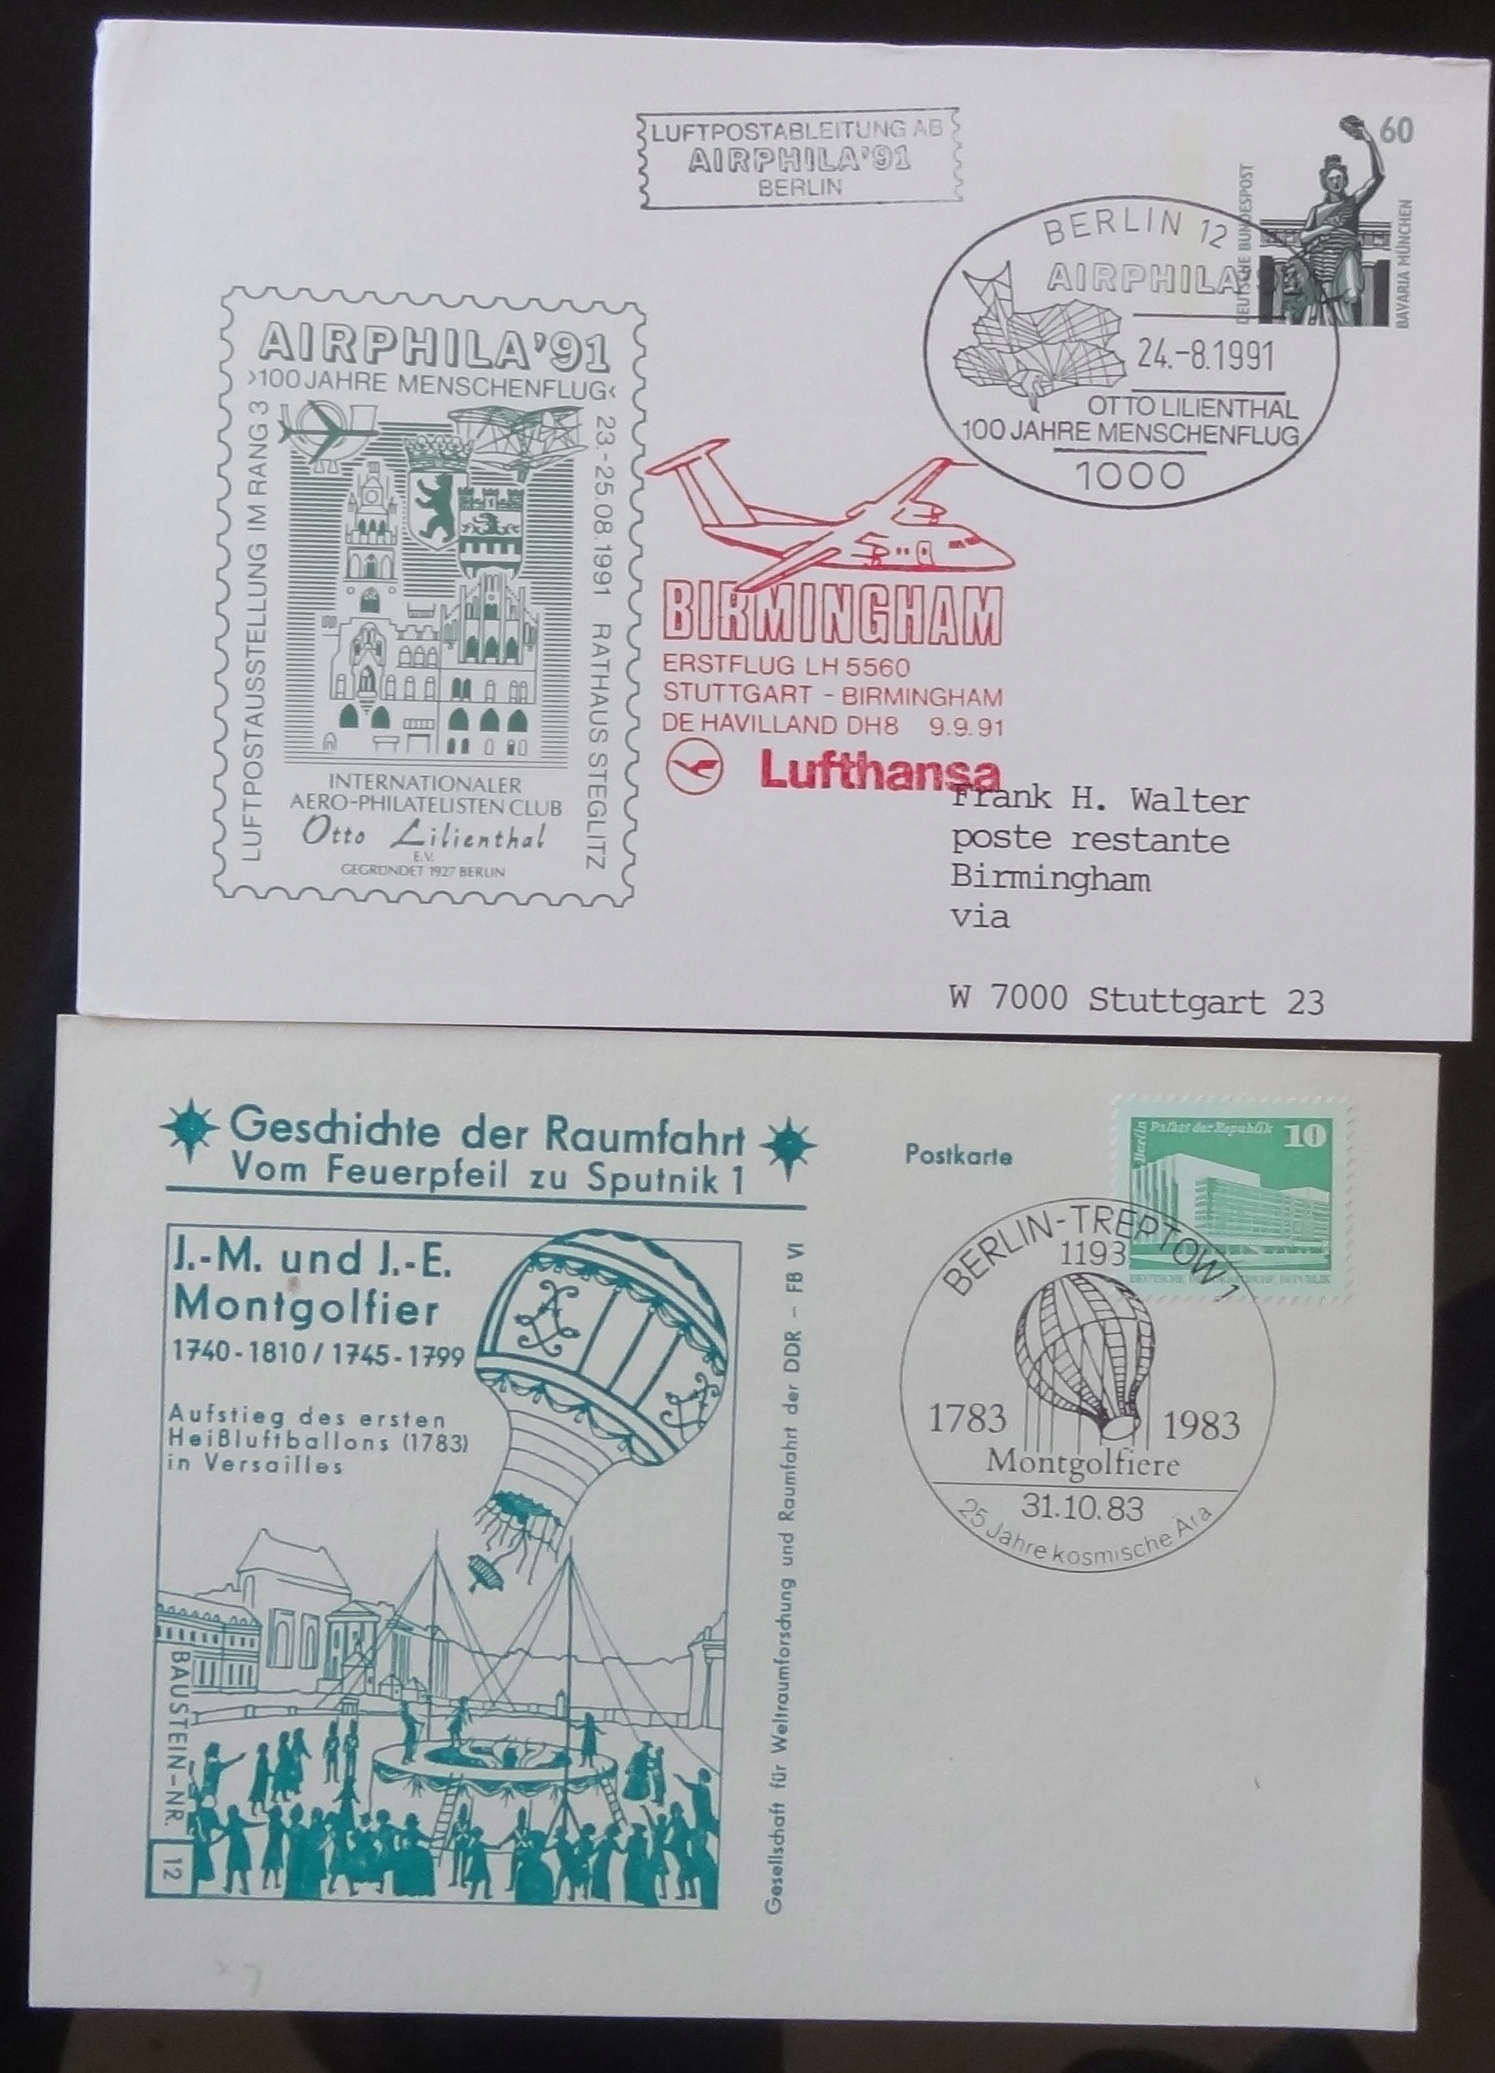 LUFTPOSTABLEITUNG AB
AIRPHILA'91
BERLIN
60
DEUTSCHE BUNDESPOST
BAVARIA MÜNCHEN
BERLIN 12
AIRPHILA'91
24.-8.1991
OTTO LILIENTHAL
100 JAHRE MENSCHENFLUG
1000
AIRPHILA'91
›100 JAHRE MENSCHENFLUG‹
LUFTPOSTAUSSTELLUNG IM RANG 3
23.-25.08.1991 RATHAUS STEGLITZ
INTERNATIONALER
AERO-PHILATELISTEN CLUB
Otto Lilienthal
E.V.
GEGRÜNDET 1927 BERLIN
BIRMINGHAM
ERSTFLUG LH 5560
STUTTGART - BIRMINGHAM
DE HAVILLAND DH8 9.9.91
Lufthansa
Frank H. Walter
poste restante
Birmingham
via
W 7000 Stuttgart 23
Geschichte der Raumfahrt
Vom Feuerpfeil zu Sputnik 1
J.-M. und J.-E.
Montgolfier
1740-1810 / 1745-1799
Aufstieg des ersten
Heißluftballons (1783)
in Versailles
BAUSTEIN-NR.
12
Gesellschaft für Weltraumforschung und Raumfahrt der DDR - FB VI
Postkarte
Berlin
Palast der Republik
10
DEUTSCHE DEMOKRATISCHE REPUBLIK
BERLIN-TREPTOW 1
1193
1783
1983
Montgolfiere
31.10.83
25 Jahre kosmische Ära